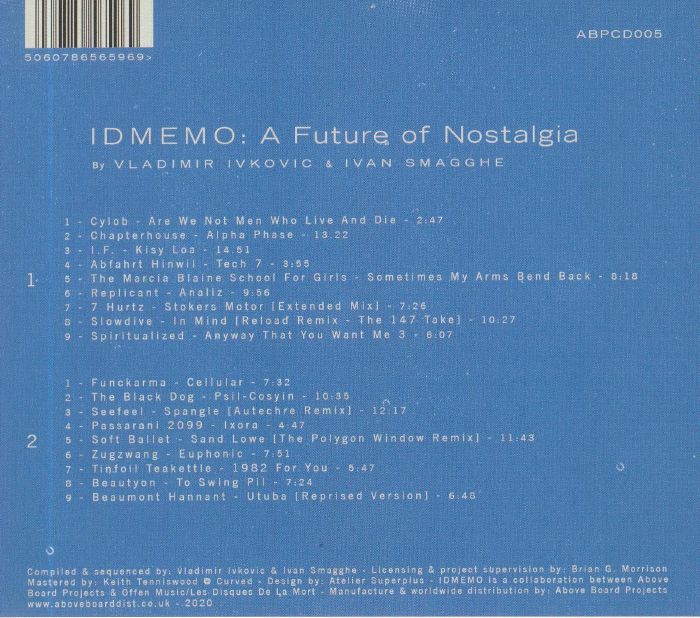 5060786565969>
ABPCD005
IDMEMO: A Future of Nostalgia
By VLADIMIR IVKOVIC & IVAN SMAGGHE
1
1 - Cylob - Are We Not Men Who Live And Die - 2:47
2 - Chapterhouse - Alpha Phase - 13.22
3 - I.F. - Kisy Loa - 14.51
4 - Abfahrt Hinwil - Tech 7 - 3:55
5 - The Marcia Blaine School For Girls - Sometimes My Arms Bend Back - 8:18
6 - Replicant - Analiz - 9:56
7 - 7 Hurtz - Stokers Motor [Extended Mix] - 7:26
8 - Slowdive - In Mind [Reload Remix - The 147 Take] - 10:27
9 - Spiritualized - Anyway That You Want Me 3 - 6:07
2
1 - Funckarma - Cellular - 7:32
2 - The Black Dog - Psil-Cosyin - 10:35
3 - Seefeel - Spangle [Autechre Remix] - 12:17
4 - Passarani 2099 - Ixora - 4:47
5 - Soft Ballet - Sand Lowe [The Polygon Window Remix] - 11:43
6 - Zugzwang - Euphonic - 7:51
7 - Tinfoil Teakettle - 1982 For You - 5:47
8 - Beautyon - To Swing Pil - 7:24
9 - Beaumont Hannant - Utuba [Reprised Version] - 6:48
Compiled & sequenced by: Vladimir Ivkovic & Ivan Smagghe - Licensing & project supervision by: Brian G. Morrison
Mastered by: Keith Tenniswood @ Curved - Design by: Atelier Superplus - IDMEMO is a collaboration between Above
Board Projects & Offen Music/Les Disques De La Mort - Manufacture & worldwide distribution by: Above Board Projects
www.aboveboarddist.co.uk - 2020